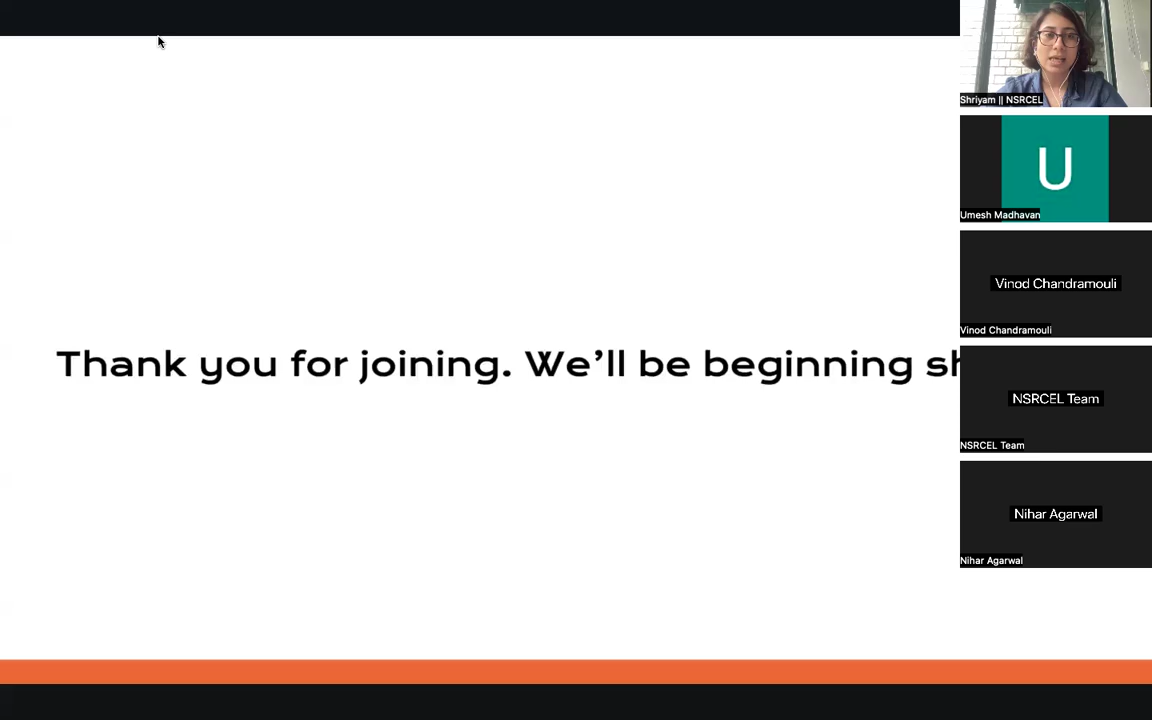 Shriyam || NSRCEL
U
Umesh Madhavan
Vinod Chandramouli
Vinod Chandramouli
Thank you for joining. We’ll be beginning sh
NSRCEL Team
NSRCEL Team
Nihar Agarwal
Nihar Agarwal